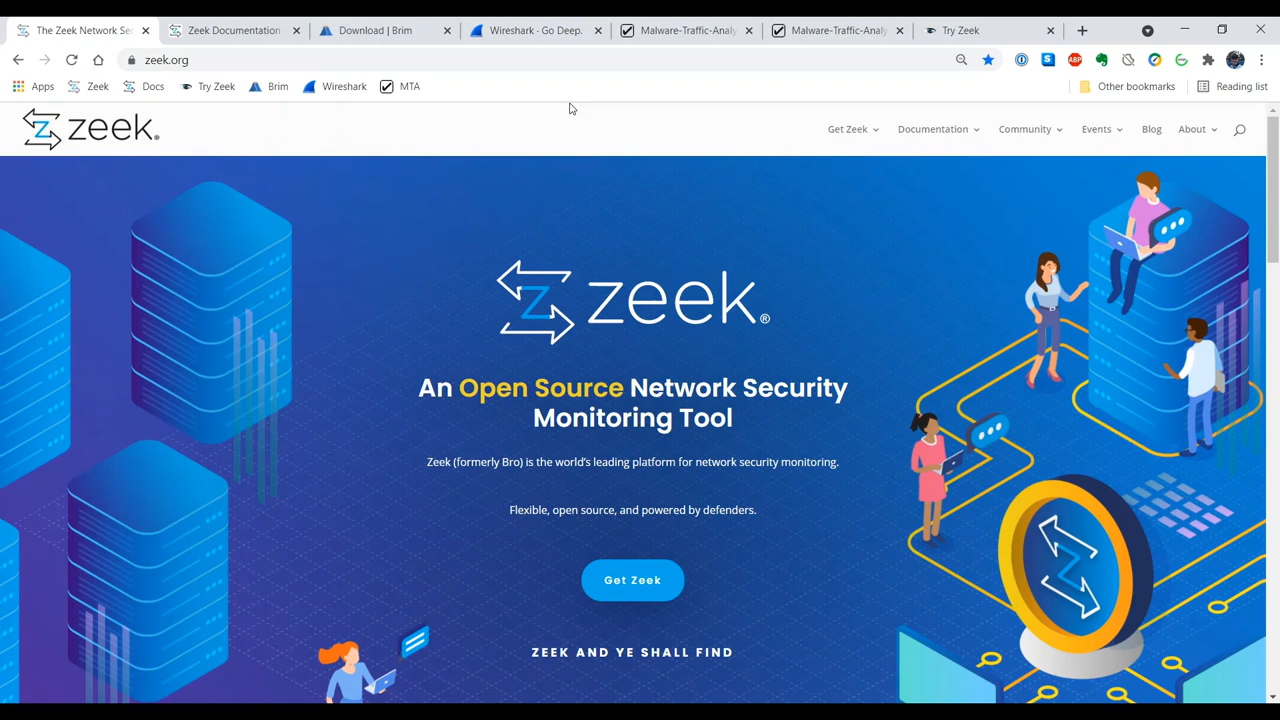 The Zeek Network Sec
Zeek Documentation
Download | Brim
Wireshark · Go Deep.
Malware-Traffic-Analy
Malware-Traffic-Analy
Try Zeek
zeek.org
ABP
Apps
Zeek
Docs
Try Zeek
Brim
Wireshark
MTA
Other bookmarks
Reading list
zeek®
Get Zeek
Documentation
Community
Events
Blog
About
zeek®
An Open Source Network Security
Monitoring Tool
Zeek (formerly Bro) is the world's leading platform for network security monitoring.
Flexible, open source, and powered by defenders.
Get Zeek
ZEEK AND YE SHALL FIND